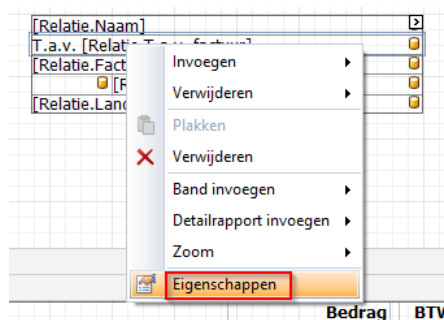 [Relatie.Naam]
T.a.v. [Relatie.T.a.v. factuur]
[Relatie.Fact
[R
[Relatie.Land
Invoegen
Verwijderen
Plakken
Verwijderen
Band invoegen
Detailrapport invoegen
Zoom
Eigenschappen
Bedrag BTW